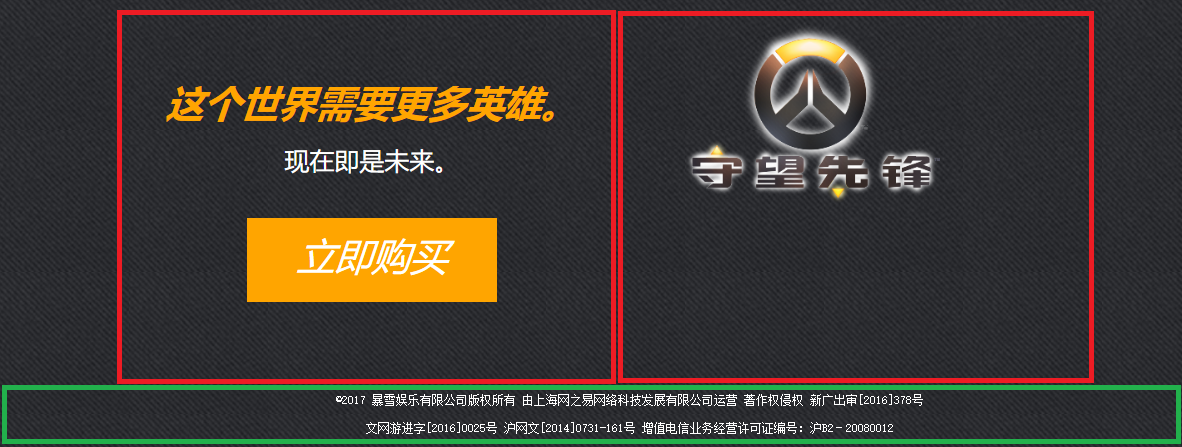 这个世界需要更多英雄。
现在即是未来。
立即购买
守望先锋
©2017 暴雪娱乐有限公司版权所有 由上海网之易网络科技发展有限公司运营 著作权侵权 新广出审[2016]378号
文网游进字[2016]0025号 沪网文[2014]0731-161号 增值电信业务经营许可证编号：沪B2－20080012